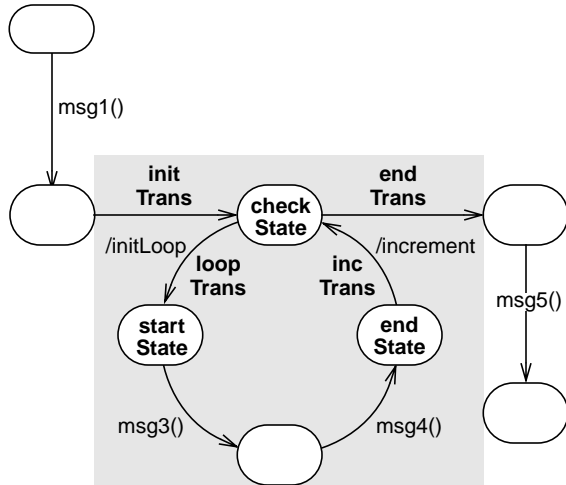 msg1()
init
Trans
end
Trans
check
State
/initLoop
/increment
loop
Trans
inc
Trans
msg5()
start
State
end
State
msg3()
msg4()